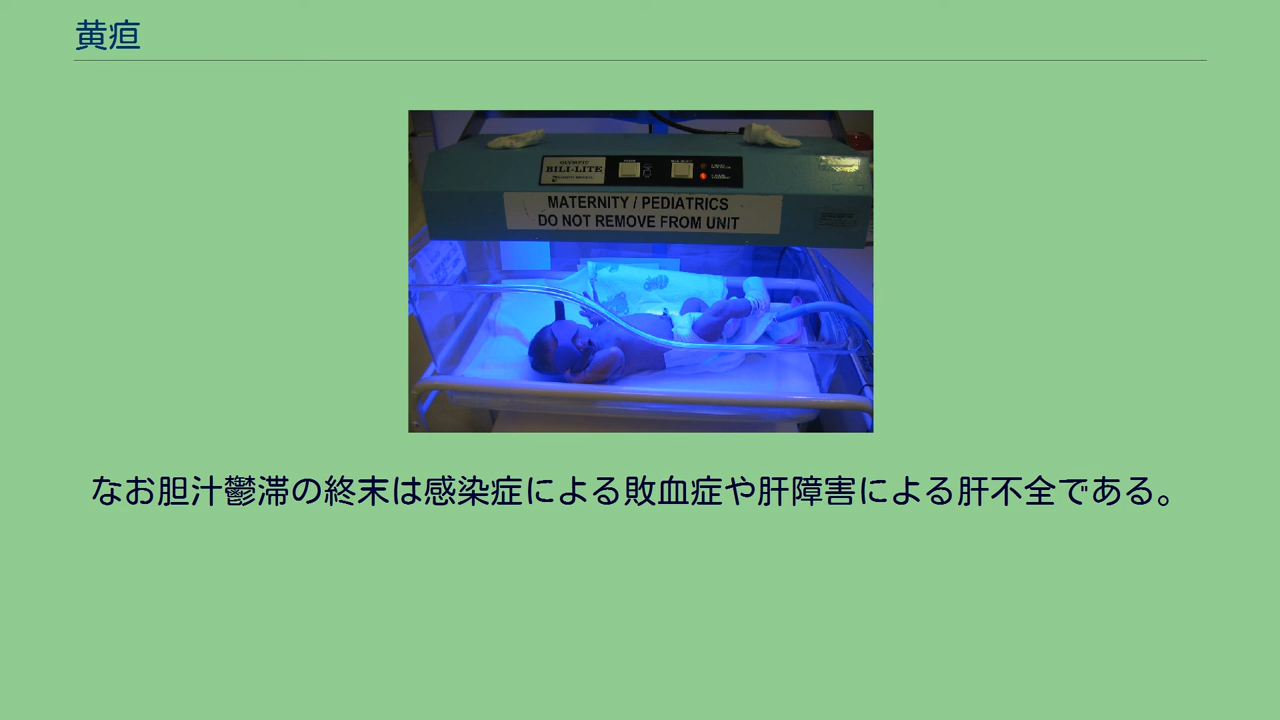 黄疸
OLYMPIC
BILI-LITE
MATERNITY / PEDIATRICS
DO NOT REMOVE FROM UNIT
なお胆汁鬱滞の終末は感染症による敗血症や肝障害による肝不全である。